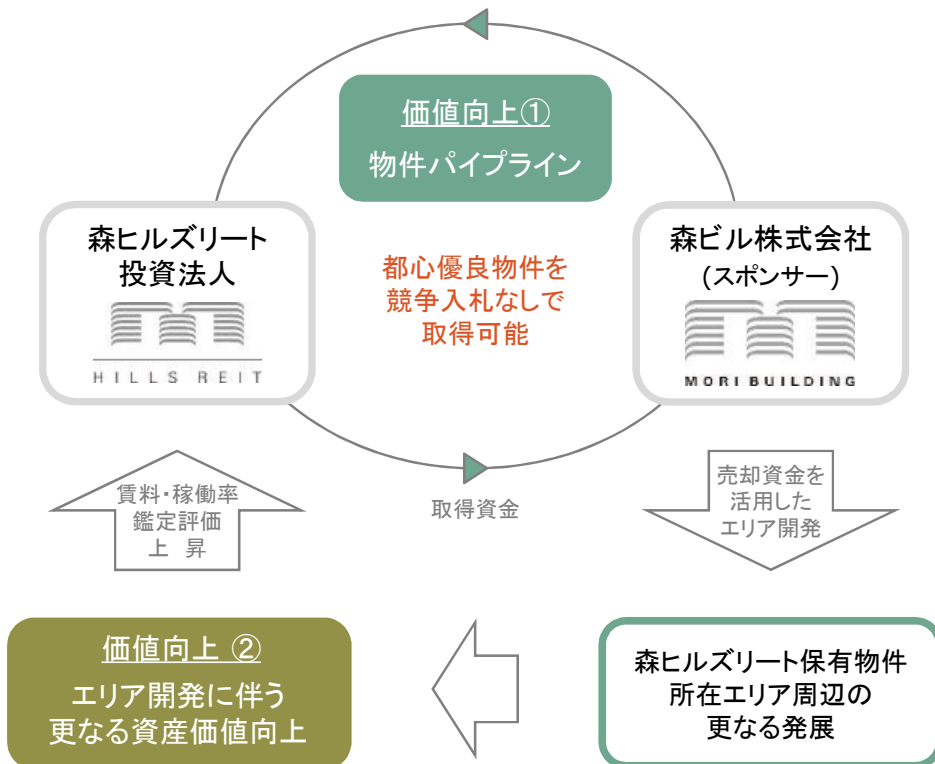 価値向上①
物件パイプライン
森ヒルズリート
投資法人
HILLS REIT
都心優良物件を
競争入札なしで
取得可能
森ビル株式会社
(スポンサー)
MORI BUILDING
取得資金
賃料・稼働率
鑑定評価
上 昇
売却資金を
活用した
エリア開発
価値向上 ②
エリア開発に伴う
更なる資産価値向上
森ヒルズリート保有物件
所在エリア周辺の
更なる発展